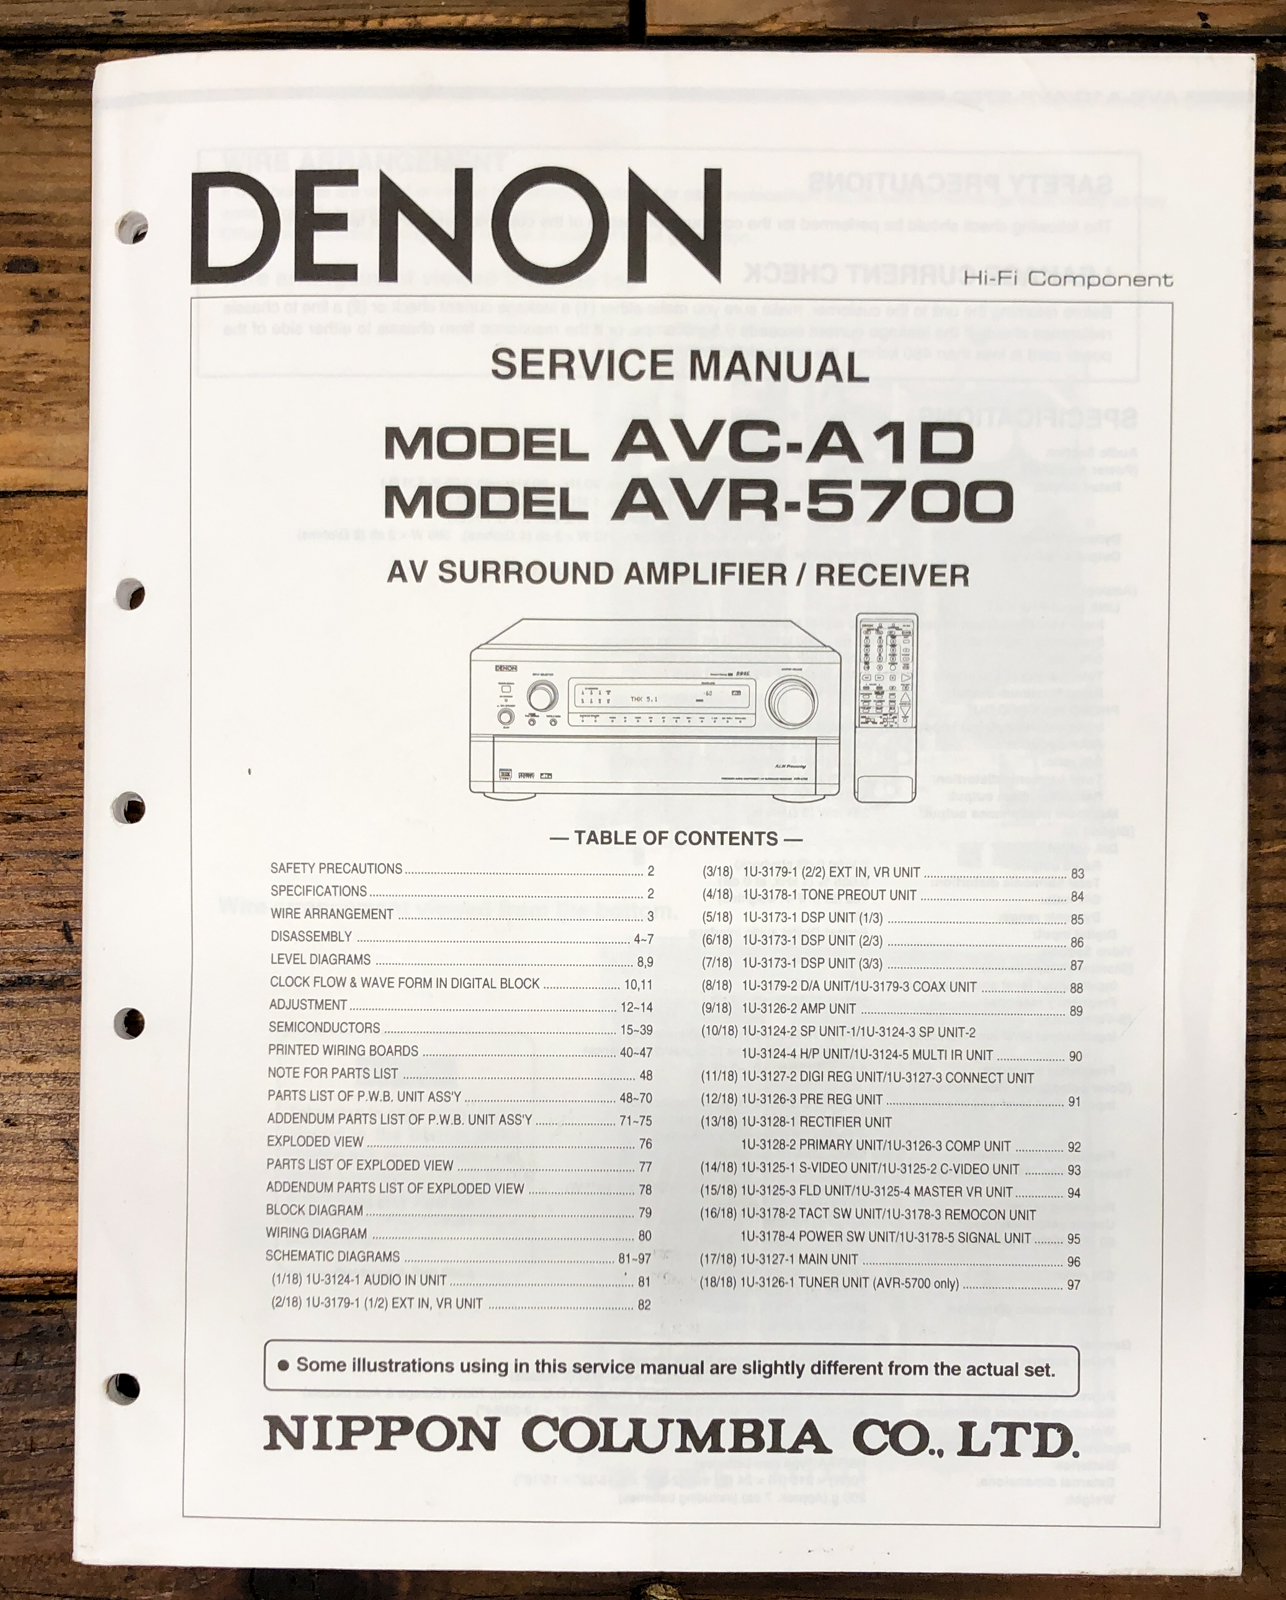 DENON
Hi-Fi Component
SERVICE MANUAL
MODEL AVC-A1D
MODEL AVR-5700
AV SURROUND AMPLIFIER / RECEIVER
DENON
THX 5.1
— TABLE OF CONTENTS —
SAFETY PRECAUTIONS ........ 2
SPECIFICATIONS ........ 2
WIRE ARRANGEMENT ........ 3
DISASSEMBLY ........ 4~7
LEVEL DIAGRAMS ........ 8,9
CLOCK FLOW & WAVE FORM IN DIGITAL BLOCK ........ 10,11
ADJUSTMENT ........ 12~14
SEMICONDUCTORS ........ 15~39
PRINTED WIRING BOARDS ........ 40~47
NOTE FOR PARTS LIST ........ 48
PARTS LIST OF P.W.B. UNIT ASS'Y ........ 48~70
ADDENDUM PARTS LIST OF P.W.B. UNIT ASS'Y ........ 71~75
EXPLODED VIEW ........ 76
PARTS LIST OF EXPLODED VIEW ........ 77
ADDENDUM PARTS LIST OF EXPLODED VIEW ........ 78
BLOCK DIAGRAM ........ 79
WIRING DIAGRAM ........ 80
SCHEMATIC DIAGRAMS ........ 81~97
(1/18) 1U-3124-1 AUDIO IN UNIT ........ 81
(2/18) 1U-3179-1 (1/2) EXT IN, VR UNIT ........ 82
(3/18) 1U-3179-1 (2/2) EXT IN, VR UNIT ........ 83
(4/18) 1U-3178-1 TONE PREOUT UNIT ........ 84
(5/18) 1U-3173-1 DSP UNIT (1/3) ........ 85
(6/18) 1U-3173-1 DSP UNIT (2/3) ........ 86
(7/18) 1U-3173-1 DSP UNIT (3/3) ........ 87
(8/18) 1U-3179-2 D/A UNIT/1U-3179-3 COAX UNIT ........ 88
(9/18) 1U-3126-2 AMP UNIT ........ 89
(10/18) 1U-3124-2 SP UNIT-1/1U-3124-3 SP UNIT-2
1U-3124-4 H/P UNIT/1U-3124-5 MULTI IR UNIT ........ 90
(11/18) 1U-3127-2 DIGI REG UNIT/1U-3127-3 CONNECT UNIT
(12/18) 1U-3126-3 PRE REG UNIT ........ 91
(13/18) 1U-3128-1 RECTIFIER UNIT
1U-3128-2 PRIMARY UNIT/1U-3126-3 COMP UNIT ........ 92
(14/18) 1U-3125-1 S-VIDEO UNIT/1U-3125-2 C-VIDEO UNIT ........ 93
(15/18) 1U-3125-3 FLD UNIT/1U-3125-4 MASTER VR UNIT ........ 94
(16/18) 1U-3178-2 TACT SW UNIT/1U-3178-3 REMOCON UNIT
1U-3178-4 POWER SW UNIT/1U-3178-5 SIGNAL UNIT ........ 95
(17/18) 1U-3127-1 MAIN UNIT ........ 96
(18/18) 1U-3126-1 TUNER UNIT (AVR-5700 only) ........ 97
● Some illustrations using in this service manual are slightly different from the actual set.
NIPPON COLUMBIA CO., LTD.